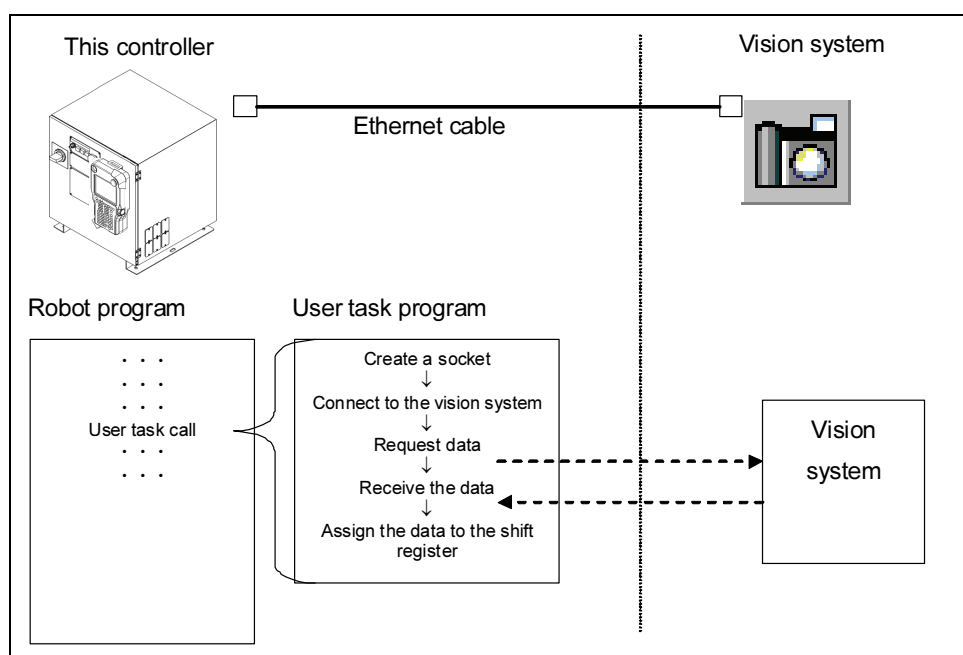 This controller
Vision system
Ethernet cable
Robot program
User task program
. . .
. . .
. . .
User task call
. . .
. . .
Create a socket
↓
Connect to the vision system
↓
Request data
↓
Receive the data
↓
Assign the data to the shift
register
Vision
system